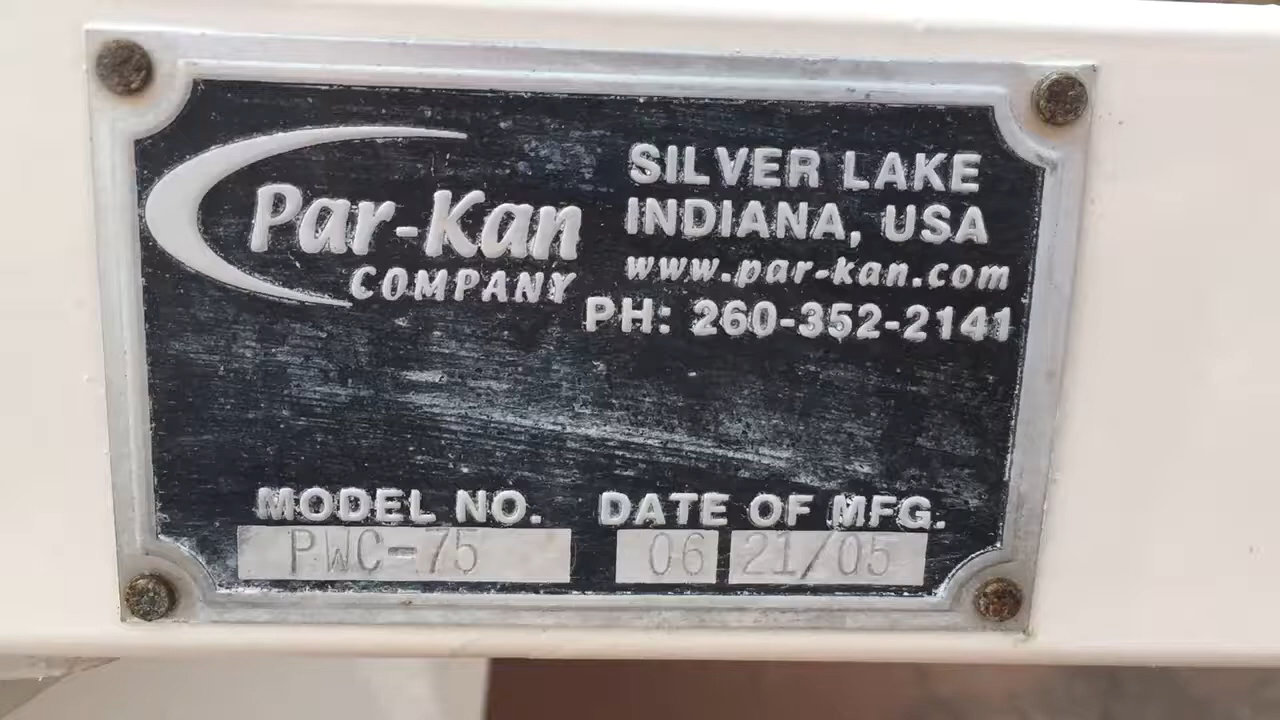 Par-Kan
COMPANY
SILVER LAKE
INDIANA, USA
www.par-kan.com
PH: 260-352-2141
MODEL NO.
PWC-75
DATE OF MFG.
06 21/05